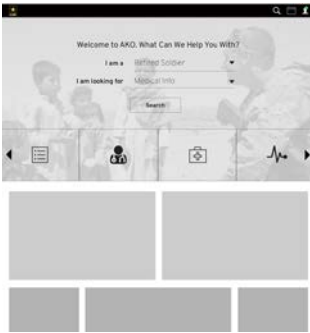 Welcome to AKO. What Can We Help You With?
I am a Retired Soldier
I am looking for Medical Info
Search